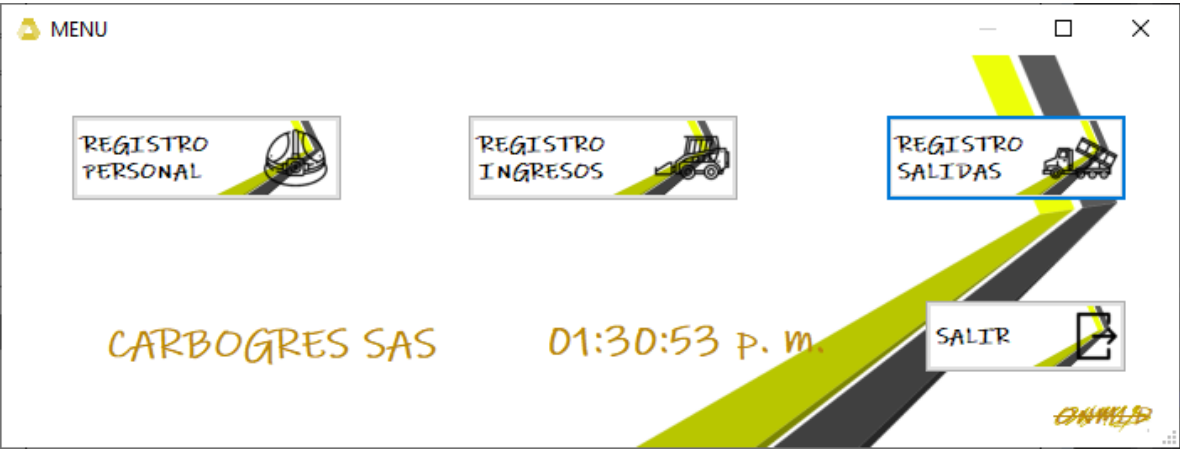 MENU
REGISTRO
PERSONAL
REGISTRO
INGRESOS
REGISTRO
SALIDAS
CARBOGRES SAS
01:30:53 p. m.
SALIR